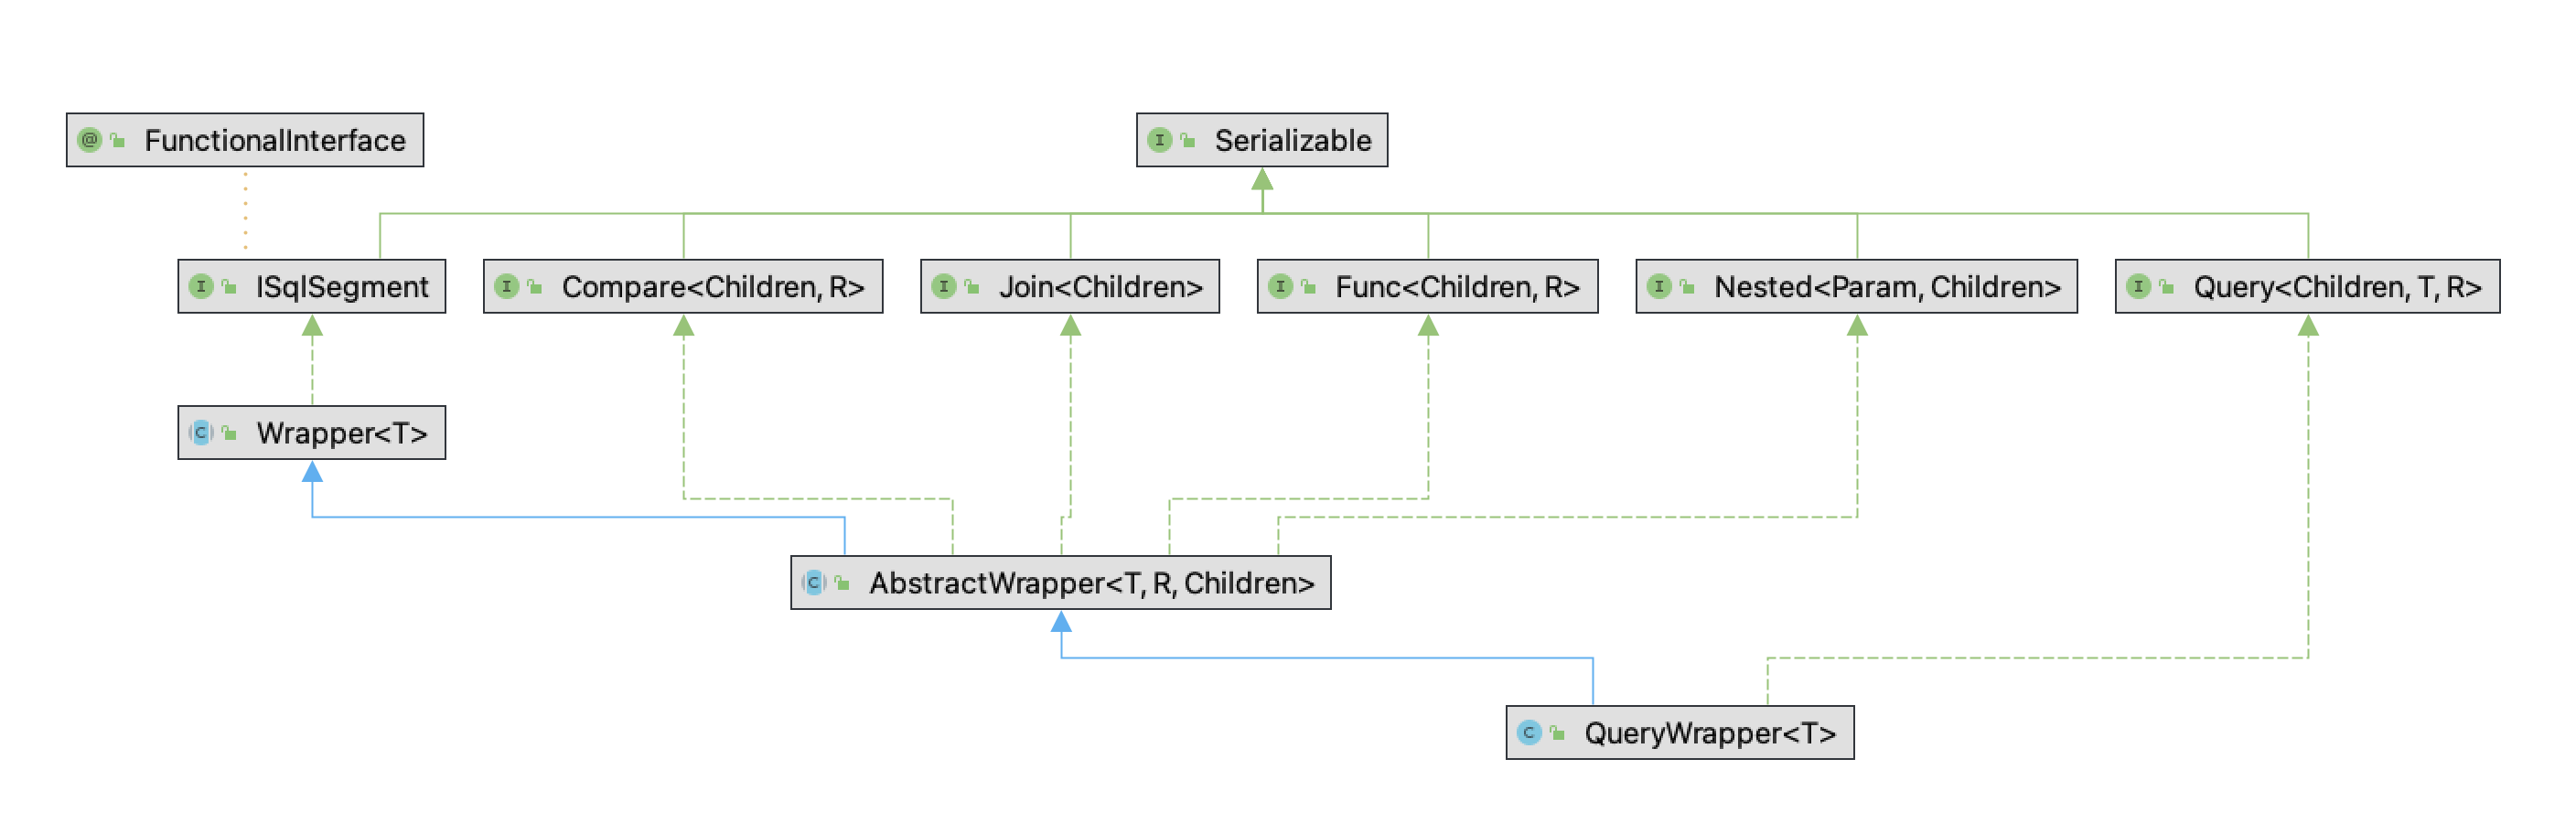 FunctionalInterface
Serializable
ISqlSegment
Compare<Children, R>
Join<Children>
Func<Children, R>
Nested<Param, Children>
Query<Children, T, R>
Wrapper<T>
AbstractWrapper<T, R, Children>
QueryWrapper<T>